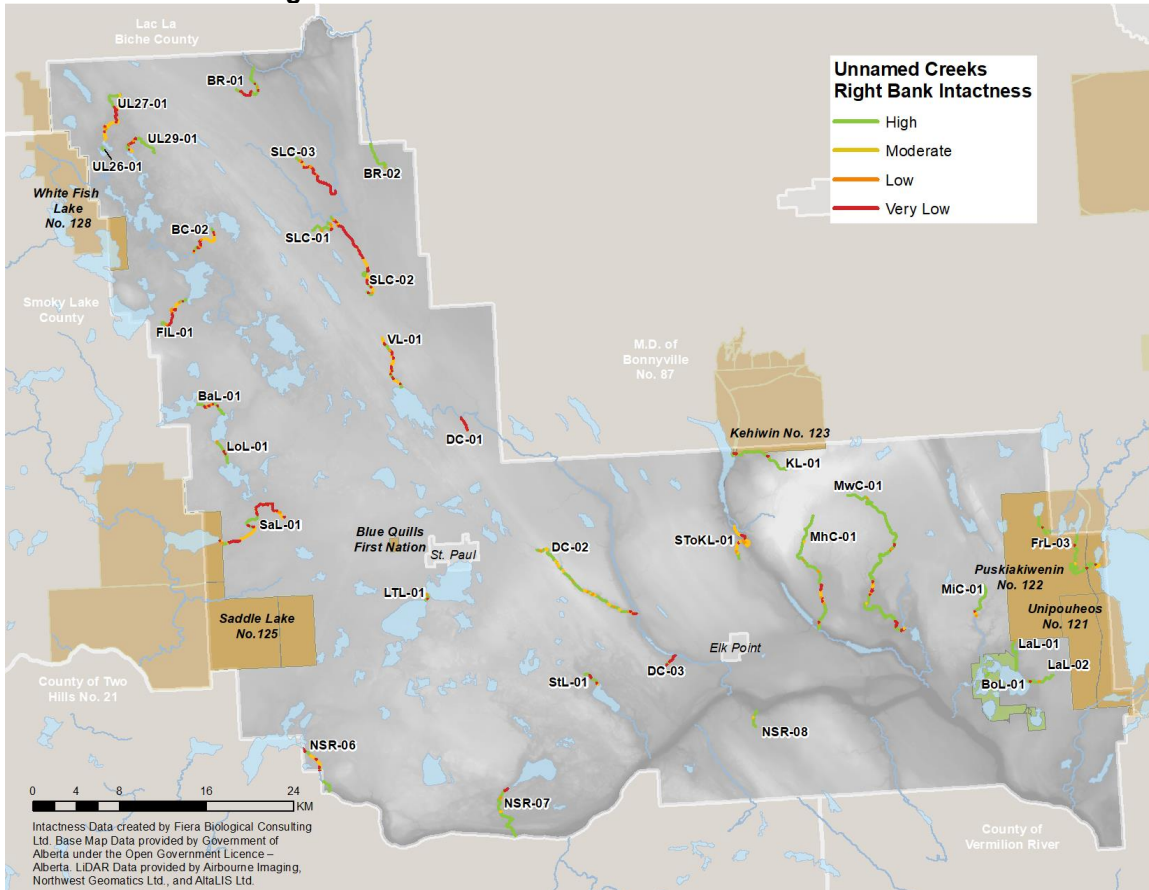 Lac La
Biche County
BR-01
UL27-01
UL29-01
UL26-01
SLC-03
BR-02
White Fish
Lake
No. 128
BC-02
SLC-01
SLC-02
Smoky Lake
County
FIL-01
VL-01
M.D. of
Bonnyville
No. 87
BaL-01
LoL-01
DC-01
Kehiwin No. 123
KL-01
MwC-01
SaL-01
Blue Quills
First Nation
St. Paul
DC-02
SToKL-01
MhC-01
FrL-03
Puskiakiwenin
No. 122
MiC-01
Unipouheos
No. 121
LTL-01
Saddle Lake
No.125
Elk Point
LaL-01
LaL-02
BoL-01
County of Two
Hills No. 21
DC-03
StL-01
NSR-08
NSR-06
NSR-07
County of
Vermilion River
Unnamed Creeks
Right Bank Intactness
High
Moderate
Low
Very Low
0 4 8 16 24
KM
Intactness Data created by Fiera Biological Consulting
Ltd. Base Map Data provided by Government of
Alberta under the Open Government Licence –
Alberta. LiDAR Data provided by Airbourne Imaging,
Northwest Geomatics Ltd., and AltaLIS Ltd.